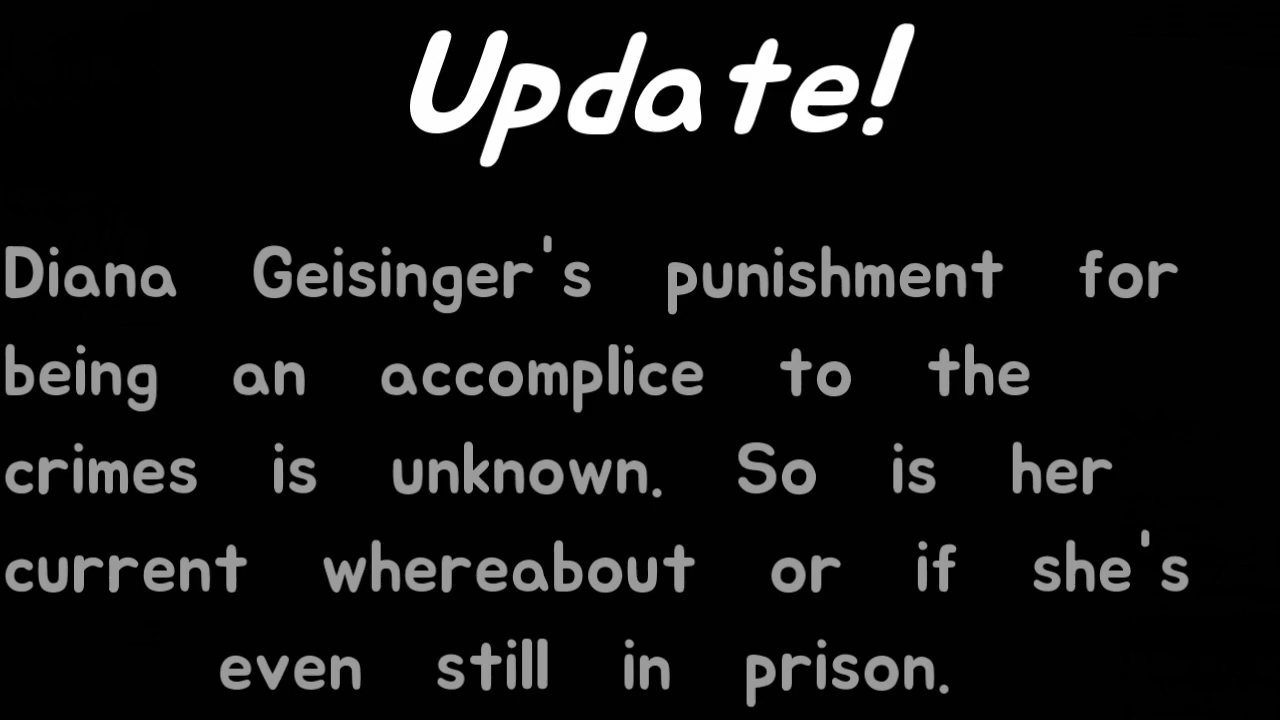 Update!
Diana Geisinger's punishment for
being an accomplice to the
crimes is unknown. So is her
current whereabout or if she's
even still in prison.